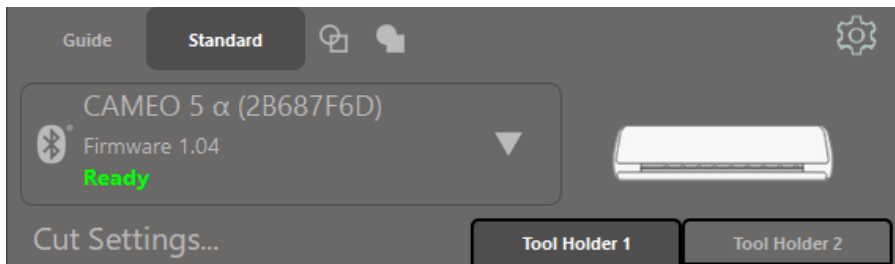 Guide Standard
CAMEO 5 α (2B687F6D)
Firmware 1.04
Ready
Cut Settings... Tool Holder 1 Tool Holder 2